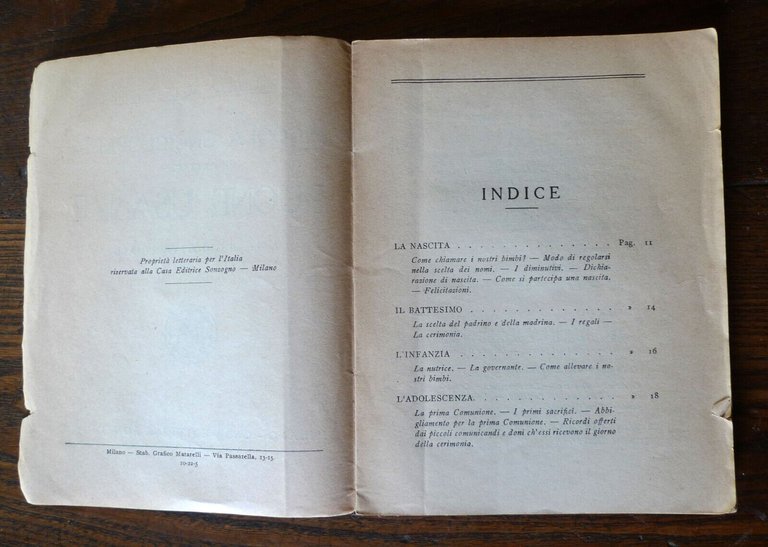 Proprietà letteraria per l'Italia
riservata alla Casa Editrice Sonzogno — Milano
Milano — Stab. Grafico Matarelli — Via Passarella, 13-15
10-22-5
INDICE
LA NASCITA . . . . . . . . . . . . . . . Pag. 11
Come chiamare i nostri bimbi? — Modo di regolarsi
nella scelta dei nomi. — I diminutivi. — Dichia-
razione di nascita. — Come si partecipa una nascita.
— Felicitazioni.
IL BATTESIMO . . . . . . . . . . . . . . » 14
La scelta del padrino e della madrina. — I regali —
La cerimonia.
L'INFANZIA . . . . . . . . . . . . . . . » 16
La nutrice. — La governante. — Come allevare i no-
stri bimbi.
L'ADOLESCENZA. . . . . . . . . . . . . . » 18
La prima Comunione. — I primi sacrifici. — Abbi-
gliamento per la prima Comunione. — Ricordi offerti
dai piccoli comunicandi e doni ch'essi ricevono il giorno
della cerimonia.